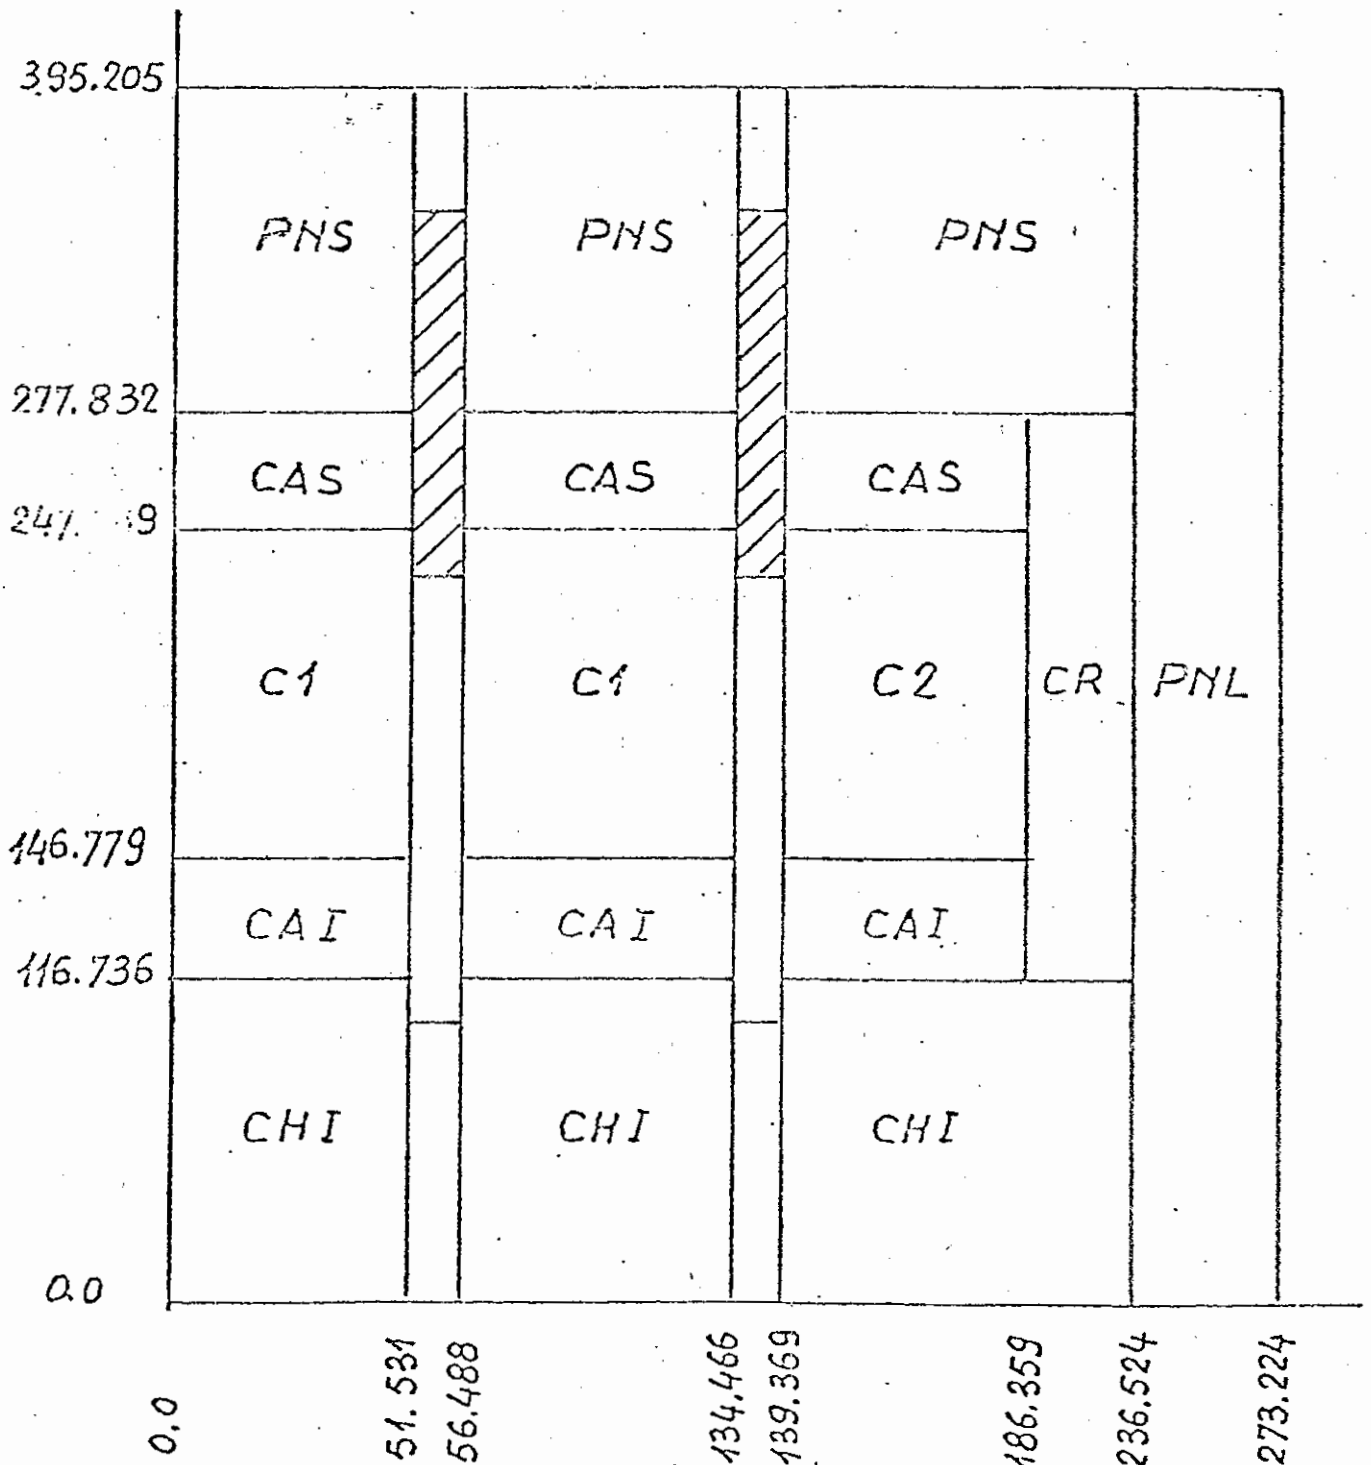 395.205
PNS PNS PNS
277.832
CAS CAS CAS
C1 C1 C2 CR PNL
146.779
CAI CAI CAI
116.736
CHI CHI CHI
0.0
0.0 51.531 56.488 134.466 139.369 186.359 236.524 273.224